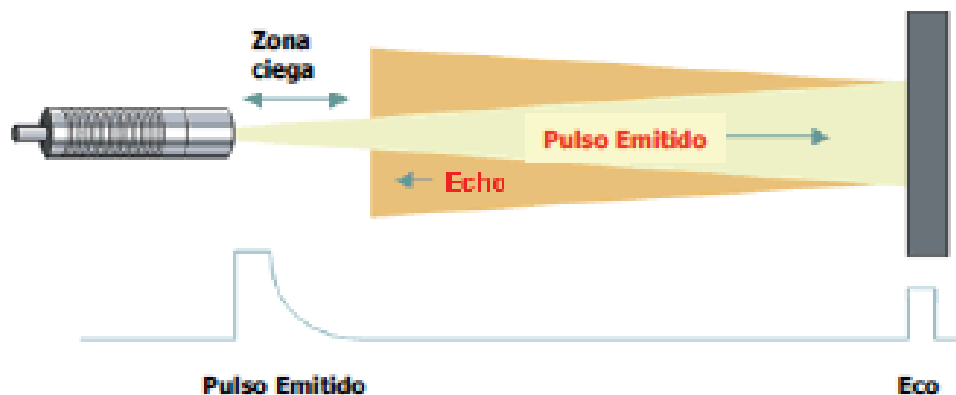 Zona
ciega
Pulso Emitido
Echo
Pulso Emitido
Eco